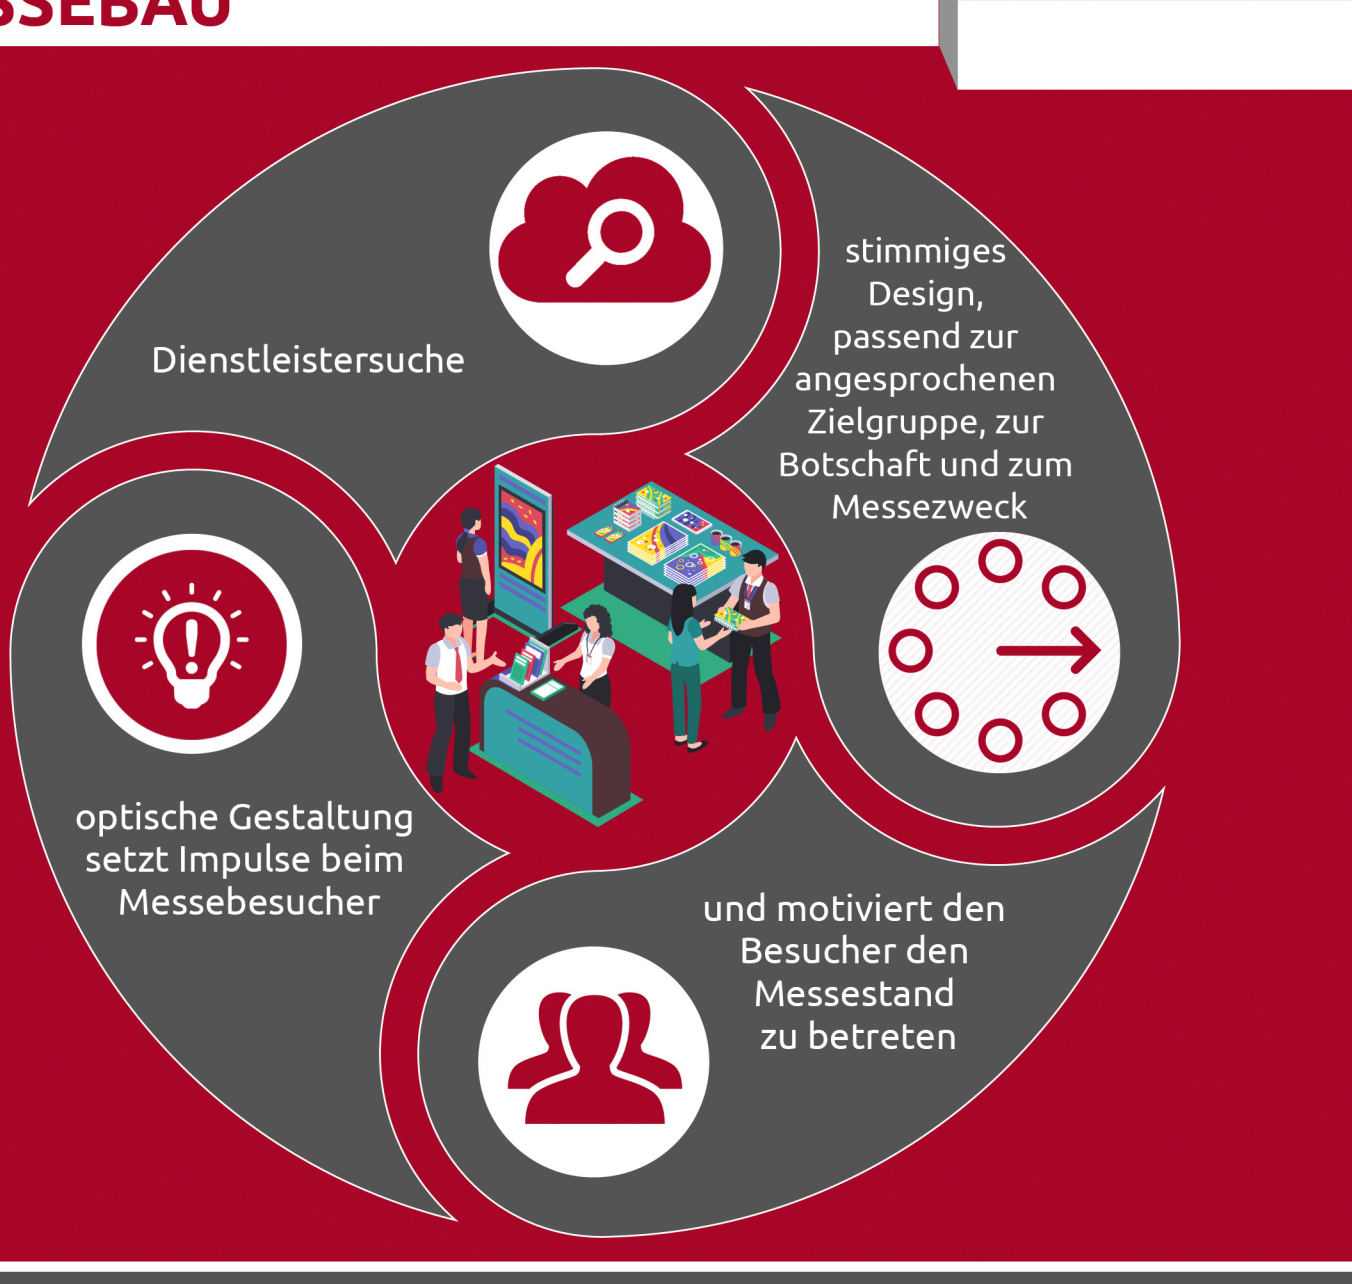 SSEBAU
Dienstleistersuche
stimmiges
Design,
passend zur
angesprochenen
Zielgruppe, zur
Botschaft und zum
Messezweck
optische Gestaltung
setzt Impulse beim
Messebesucher
und motiviert den
Besucher den
Messestand
zu betreten